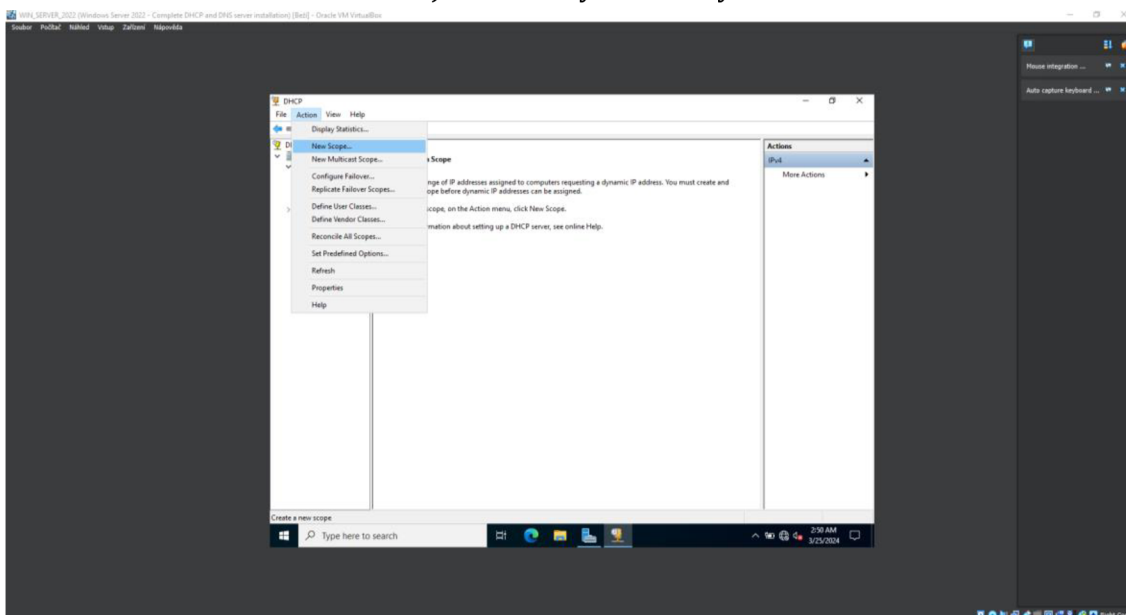 WIN_SERVER_2022 (Windows Server 2022 - Complete DHCP and DNS server installation) [Běží] - Oracle VM VirtualBox
Soubor Počítač Náhled Vstup Zařízení Nápověda
Mouse integration ...
Auto capture keyboard ...
DHCP
File Action View Help
Display Statistics...
New Scope...
New Multicast Scope...
Configure Failover...
Replicate Failover Scopes...
Define User Classes...
Define Vendor Classes...
Reconcile All Scopes...
Set Predefined Options...
Refresh
Properties
Help
Scope
nge of IP addresses assigned to computers requesting a dynamic IP address. You must create and
ope before dynamic IP addresses can be assigned.
scope, on the Action menu, click New Scope.
mation about setting up a DHCP server, see online Help.
Actions
IPv4
More Actions
Create a new scope
Type here to search
2:50 AM
3/25/2024